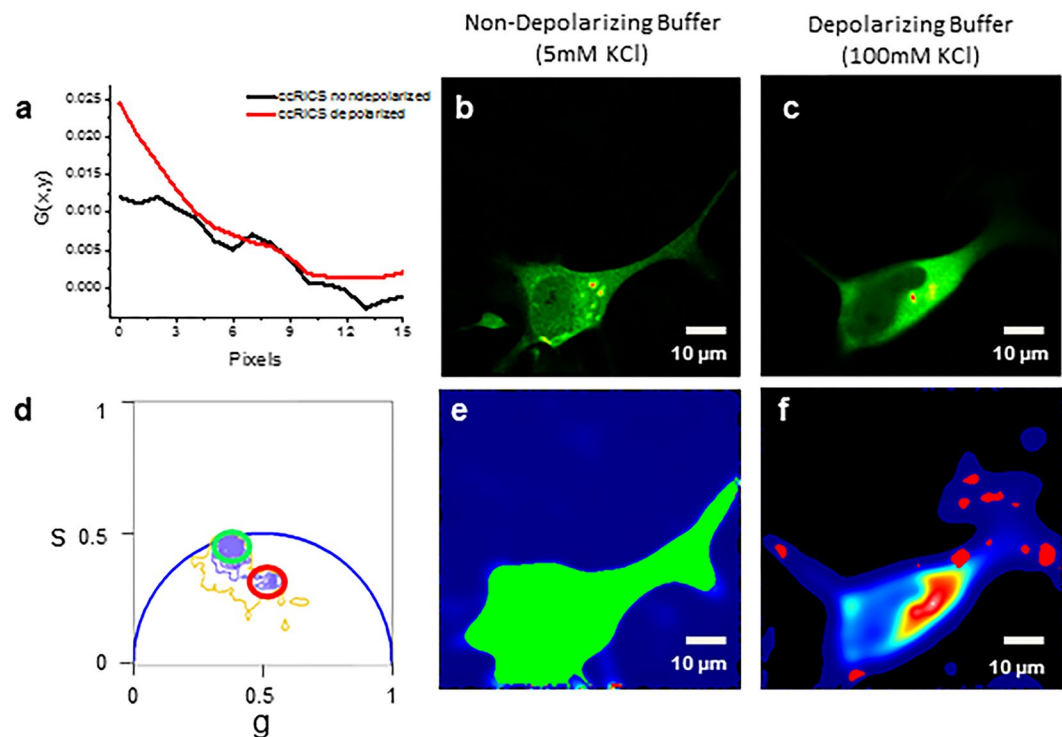 Non-Depolarizing Buffer
(5mM KCl)
Depolarizing Buffer
(100mM KCl)
a
ccRICS nondepolarized
ccRICS depolarized
0.025
0.020
0.015
0.010
0.005
0.000
G(x,y)
0 3 6 9 12 15
Pixels
b
10 µm
c
10 µm
d
1
S 0.5
0
0 0.5 1
g
e
10 µm
f
10 µm